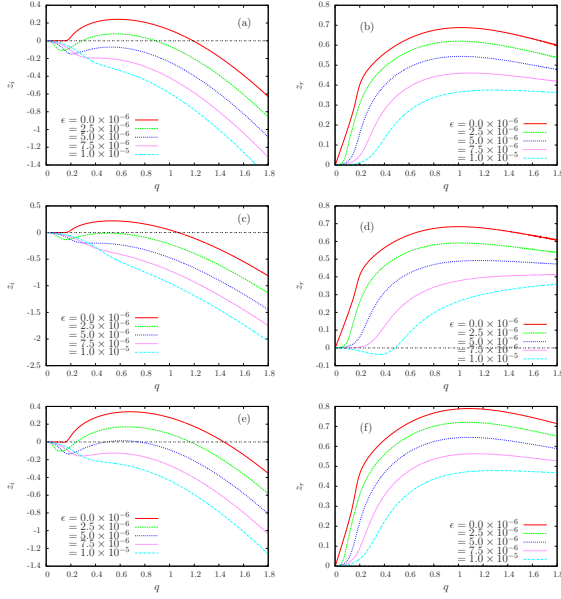 0.4
0.2
0
-0.2
-0.4
-0.6
-0.8
-1
-1.2
-1.4
0 0.2 0.4 0.6 0.8 1 1.2 1.4 1.6 1.8
z_i
q
(a)
ϵ = 0.0 × 10^-6
= 2.5 × 10^-6
= 5.0 × 10^-6
= 7.5 × 10^-6
= 1.0 × 10^-5
0.8
0.7
0.6
0.5
0.4
0.3
0.2
0.1
0
0 0.2 0.4 0.6 0.8 1 1.2 1.4 1.6 1.8
z_r
q
(b)
ϵ = 0.0 × 10^-6
= 2.5 × 10^-6
= 5.0 × 10^-6
= 7.5 × 10^-6
= 1.0 × 10^-5
0.5
0
-0.5
-1
-1.5
-2
-2.5
0 0.2 0.4 0.6 0.8 1 1.2 1.4 1.6 1.8
z_i
q
(c)
ϵ = 0.0 × 10^-6
= 2.5 × 10^-6
= 5.0 × 10^-6
= 7.5 × 10^-6
= 1.0 × 10^-5
0.8
0.7
0.6
0.5
0.4
0.3
0.2
0.1
0
-0.1
0 0.2 0.4 0.6 0.8 1 1.2 1.4 1.6 1.8
z_r
q
(d)
ϵ = 0.0 × 10^-6
= 2.5 × 10^-6
= 5.0 × 10^-6
= 7.5 × 10^-6
= 1.0 × 10^-5
0.4
0.2
0
-0.2
-0.4
-0.6
-0.8
-1
-1.2
-1.4
0 0.2 0.4 0.6 0.8 1 1.2 1.4 1.6 1.8
z_i
q
(e)
ϵ = 0.0 × 10^-6
= 2.5 × 10^-6
= 5.0 × 10^-6
= 7.5 × 10^-6
= 1.0 × 10^-5
0.8
0.7
0.6
0.5
0.4
0.3
0.2
0.1
0
0 0.2 0.4 0.6 0.8 1 1.2 1.4 1.6 1.8
z_r
q
(f)
ϵ = 0.0 × 10^-6
= 2.5 × 10^-6
= 5.0 × 10^-6
= 7.5 × 10^-6
= 1.0 × 10^-5